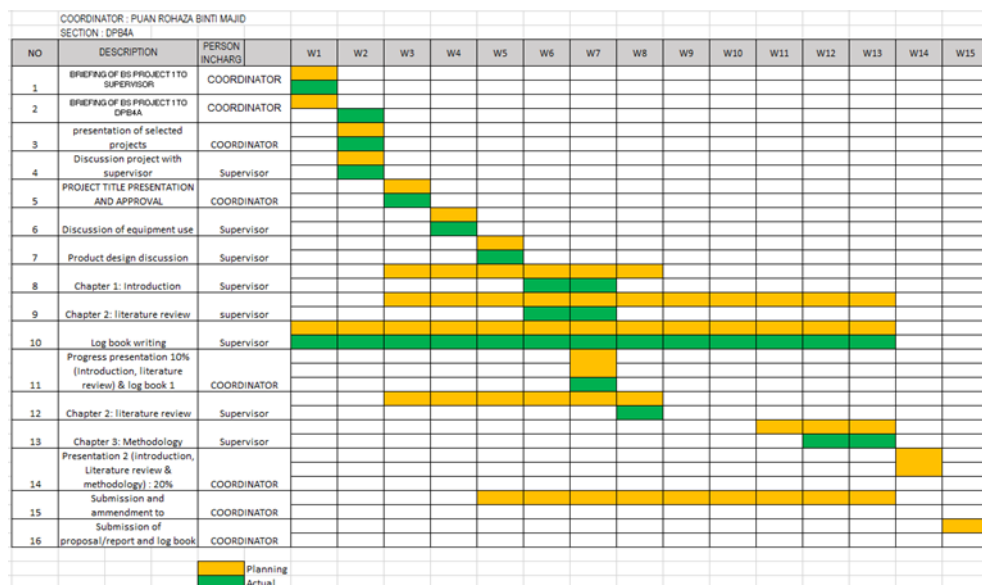 COORDINATOR : PUAN ROHAZA BINTI MAJID
SECTION : DPB4A
NO DESCRIPTION PERSON INCHARG W1 W2 W3 W4 W5 W6 W7 W8 W9 W10 W11 W12 W13 W14 W15
1 BRIEFING OF BS PROJECT 1 TO SUPERVISOR COORDINATOR
2 BRIEFING OF BS PROJECT 1 TO DPB4A COORDINATOR
3 presentation of selected projects COORDINATOR
4 Discussion project with supervisor Supervisor
5 PROJECT TITLE PRESENTATION AND APPROVAL COORDINATOR
6 Discussion of equipment use Supervisor
7 Product design discussion Supervisor
8 Chapter 1: Introduction Supervisor
9 Chapter 2: literature review supervisor
10 Log book writing Supervisor
11 Progress presentation 10% (Introduction, literature review) & log book 1 COORDINATOR
12 Chapter 2: literature review Supervisor
13 Chapter 3: Methodology Supervisor
14 Presentation 2 (introduction, Literature review & methodology) : 20% COORDINATOR
15 Submission and ammendment to COORDINATOR
16 Submission of proposal/report and log book COORDINATOR
Planning
Actual